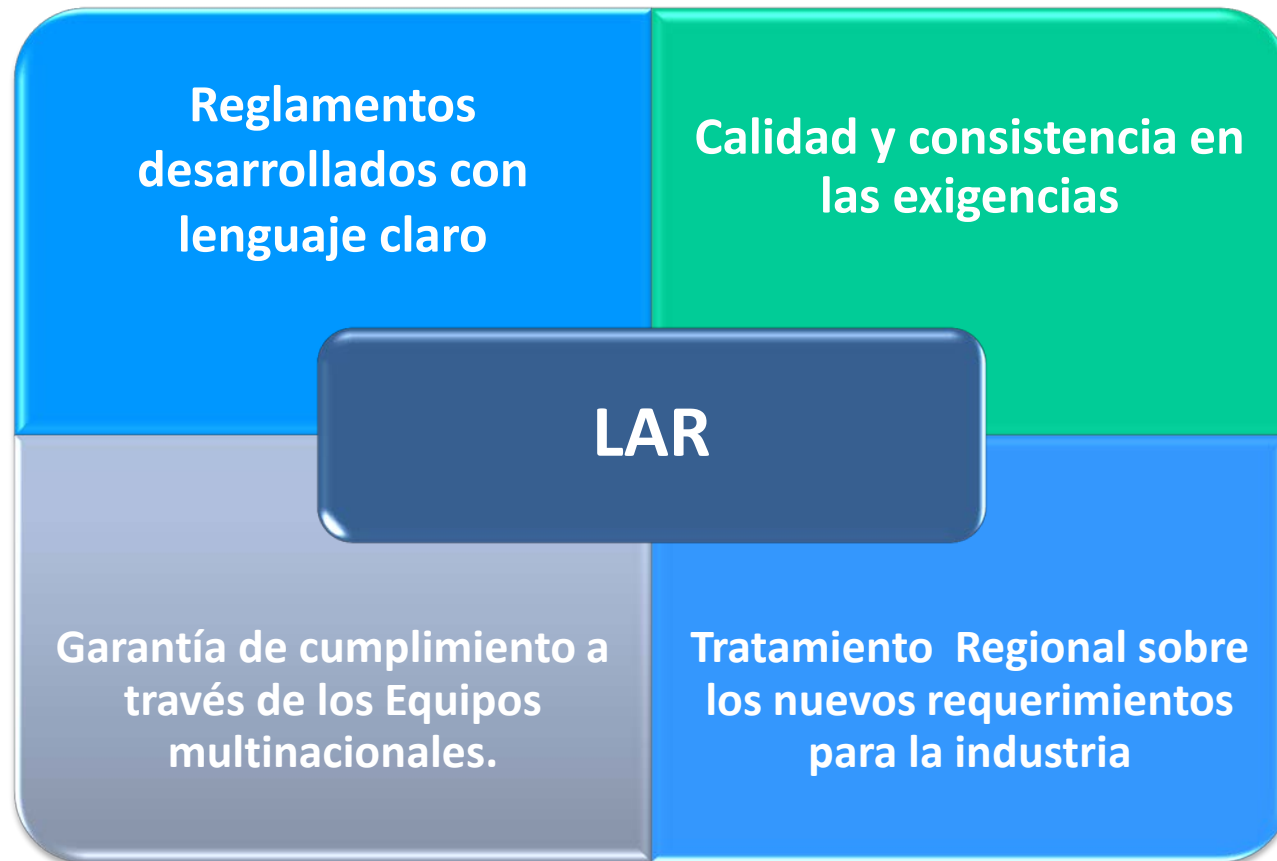 Reglamentos
desarrollados con
lenguaje claro
Calidad y consistencia en
las exigencias
LAR
Garantía de cumplimiento a
través de los Equipos
multinacionales.
Tratamiento  Regional sobre
los nuevos requerimientos
para la industria